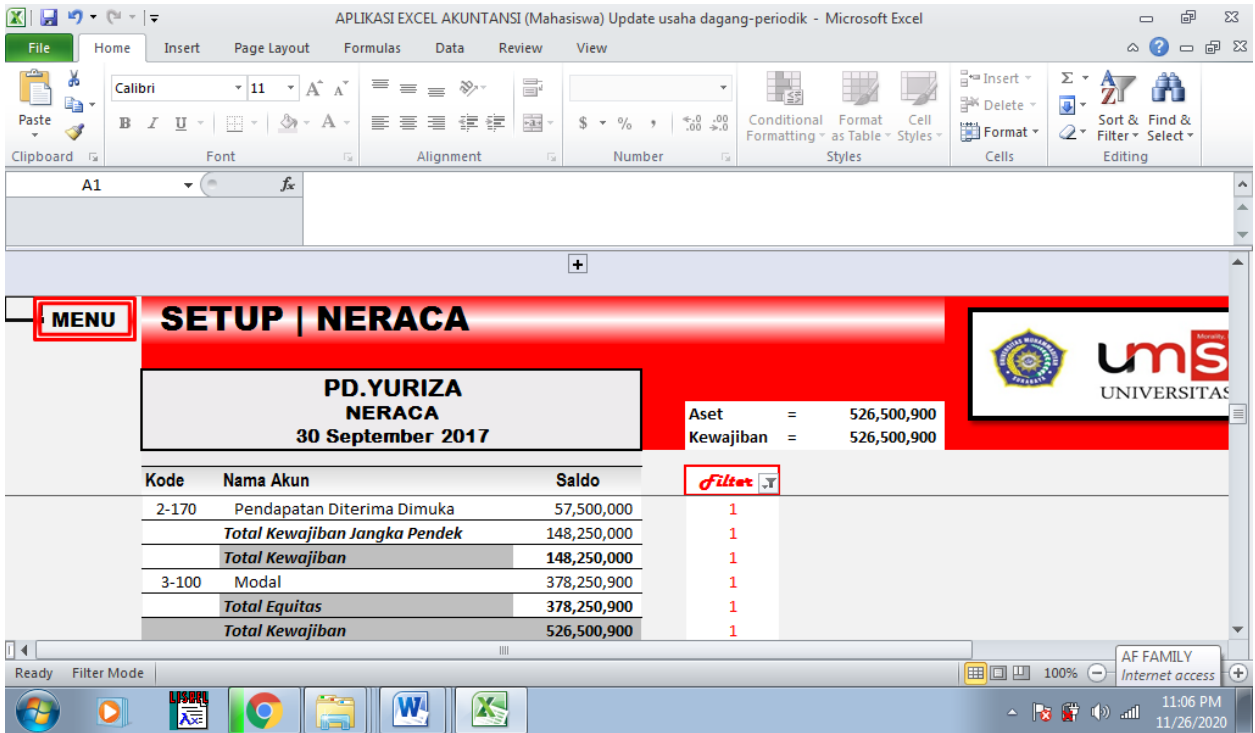 APLIKASI EXCEL AKUNTANSI (Mahasiswa) Update usaha dagang-periodik - Microsoft Excel
File Home Insert Page Layout Formulas Data Review View
Paste
Calibri 11
Insert
Delete
Format
Conditional Formatting
Format as Table
Cell Styles
Sort & Filter
Find & Select
Clipboard Font Alignment Number Styles Cells Editing
A1 fx
MENU
SETUP | NERACA
PD.YURIZA
NERACA
30 September 2017
Aset = 526,500,900
Kewajiban = 526,500,900
ums
UNIVERSITAS
Kode Nama Akun Saldo Filter
2-170 Pendapatan Diterima Dimuka 57,500,000 1
Total Kewajiban Jangka Pendek 148,250,000 1
Total Kewajiban 148,250,000 1
3-100 Modal 378,250,900 1
Total Equitas 378,250,900 1
Total Kewajiban 526,500,900 1
Ready Filter Mode 100%
AF FAMILY
Internet access
11:06 PM
11/26/2020